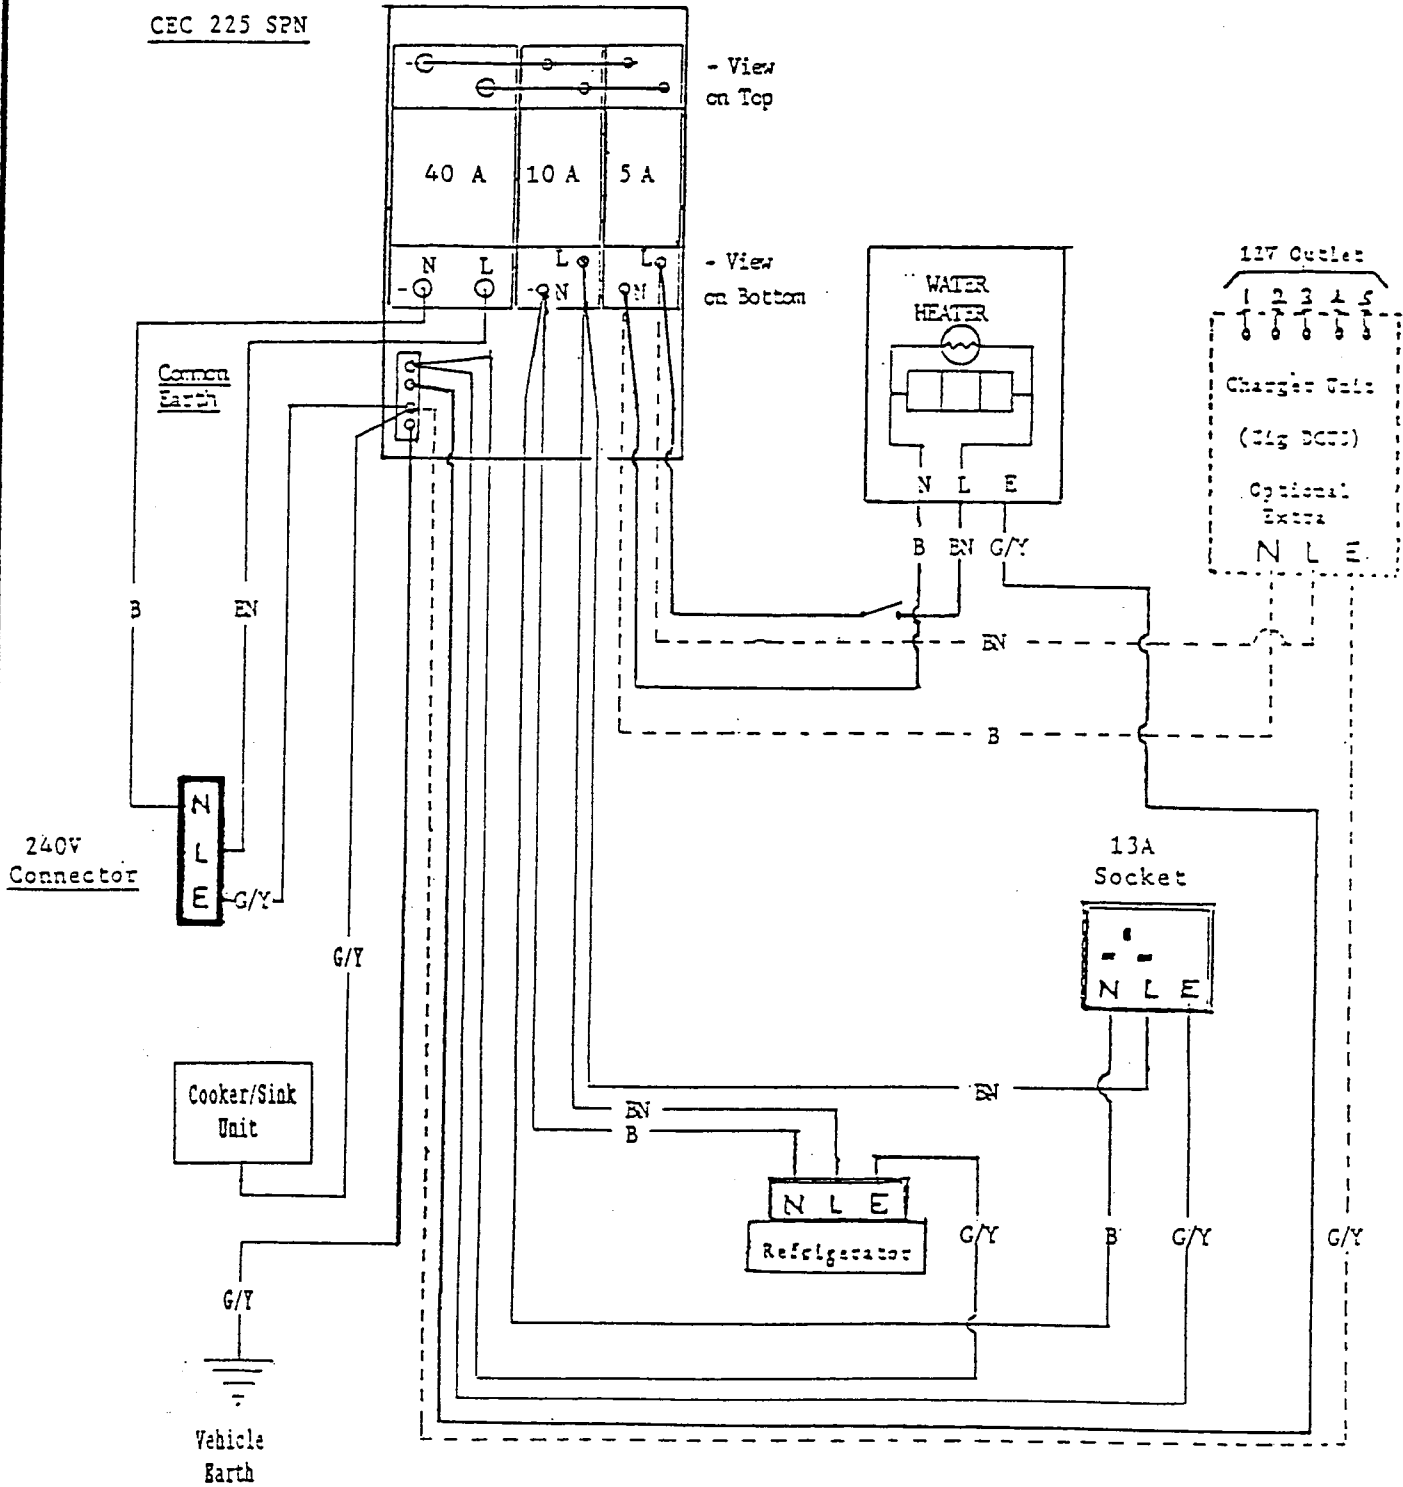 CEC 225 SPN
- View
on Top
40 A
10 A
5 A
N
L
L
N
L
N
- View
on Bottom
Common
Earth
WATER
HEATER
N L E
B BN G/Y
12V Outlet
1 2 3 4 5
Charger Unit
Optional
Extra
N L E
B
BN
BN
B
N
L
E
240V
Connector
G/Y
G/Y
13A
Socket
N L E
Cooker/Sink
Unit
BN
BN
B
N L E
Refrigerator
G/Y
B
G/Y
G/Y
G/Y
Vehicle
Earth